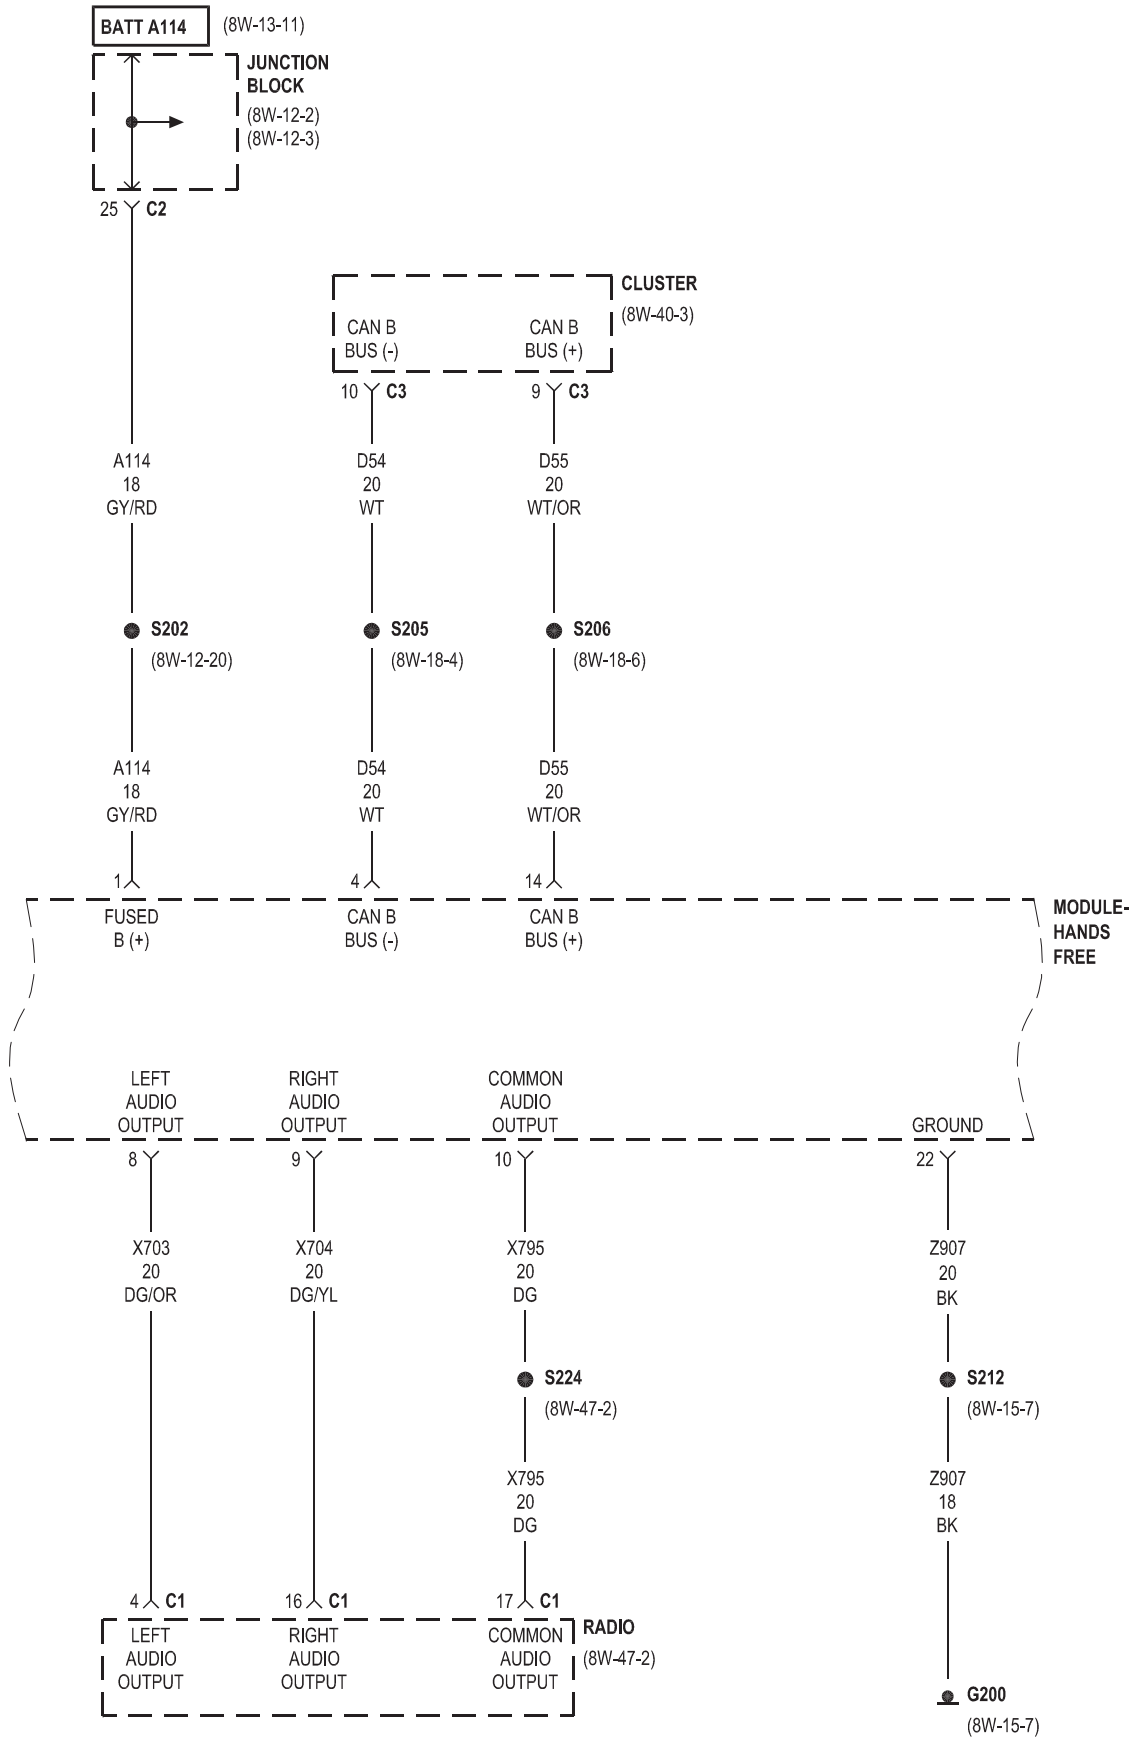 BATT A114 (8W-13-11)
JUNCTION
BLOCK
(8W-12-2)
(8W-12-3)
25 C2
CLUSTER
(8W-40-3)
CAN B
BUS (-)
CAN B
BUS (+)
10 C3
9 C3
A114
18
GY/RD
D54
20
WT
D55
20
WT/OR
S202
(8W-12-20)
S205
(8W-18-4)
S206
(8W-18-6)
A114
18
GY/RD
D54
20
WT
D55
20
WT/OR
1
4
14
FUSED
B (+)
CAN B
BUS (-)
CAN B
BUS (+)
MODULE-
HANDS
FREE
LEFT
AUDIO
OUTPUT
RIGHT
AUDIO
OUTPUT
COMMON
AUDIO
OUTPUT
GROUND
8
9
10
22
X703
20
DG/OR
X704
20
DG/YL
X795
20
DG
Z907
20
BK
S224
(8W-47-2)
S212
(8W-15-7)
X795
20
DG
Z907
18
BK
4 C1
16 C1
17 C1
LEFT
AUDIO
OUTPUT
RIGHT
AUDIO
OUTPUT
COMMON
AUDIO
OUTPUT
RADIO
(8W-47-2)
G200
(8W-15-7)